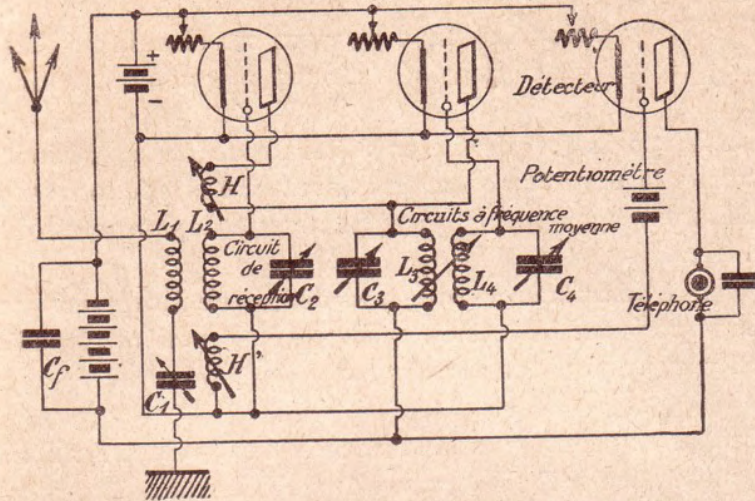 +
−
Détecteur
Potentiomètre
H
L1 L2
Circuit
de
réception
C2
Circuits à fréquence
moyenne
C3
L3
L4
C4
Téléphone
H'
Cf
C1